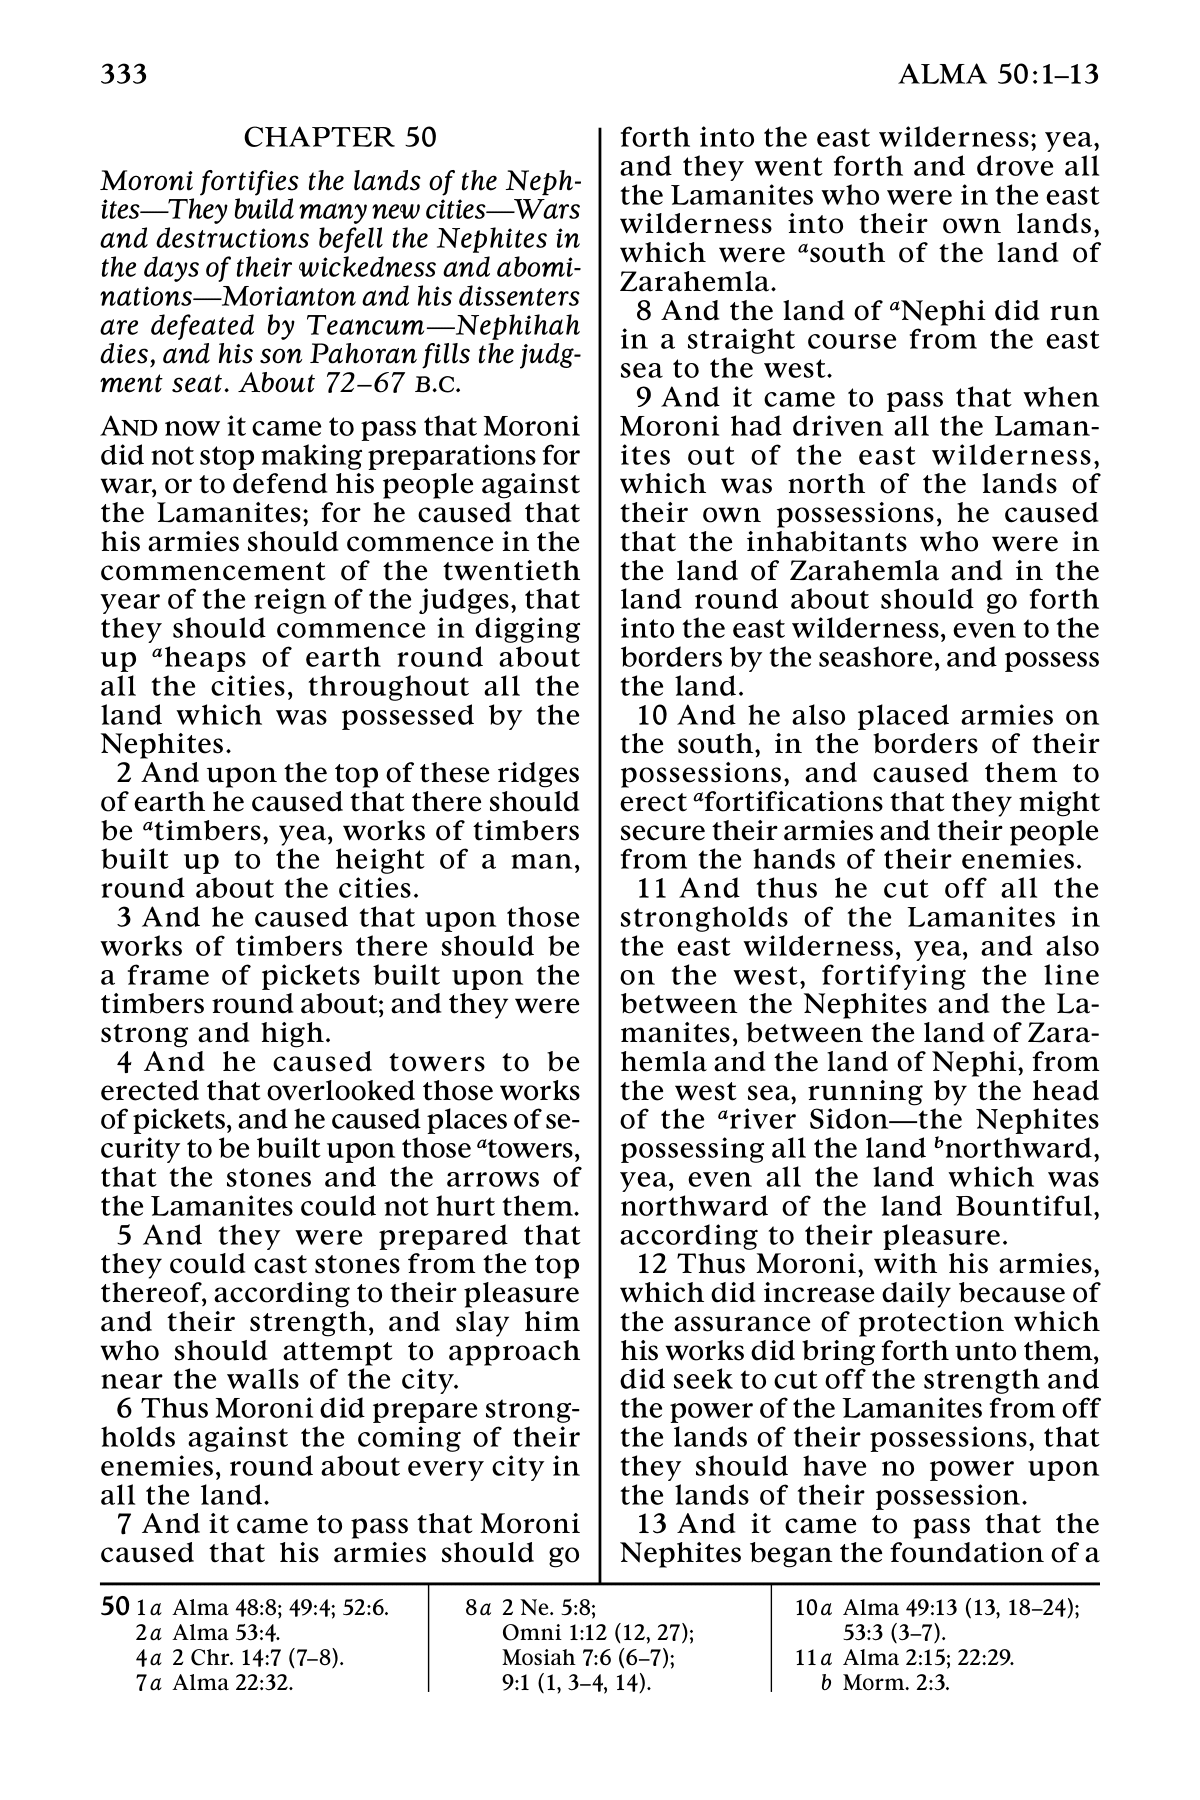 333
ALMA 50:1–13
CHAPTER 50
Moroni fortifies the lands of the Neph-
ites—They build many new cities—Wars
and destructions befell the Nephites in
the days of their wickedness and abomi-
nations—Morianton and his dissenters
are defeated by Teancum—Nephihah
dies, and his son Pahoran fills the judg-
ment seat. About 72–67 B.C.
AND now it came to pass that Moroni
did not stop making preparations for
war, or to defend his people against
the Lamanites; for he caused that
his armies should commence in the
commencement of the twentieth
year of the reign of the judges, that
they should commence in digging
up aheaps of earth round about
all the cities, throughout all the
land which was possessed by the
Nephites.
2 And upon the top of these ridges
of earth he caused that there should
be atimbers, yea, works of timbers
built up to the height of a man,
round about the cities.
3 And he caused that upon those
works of timbers there should be
a frame of pickets built upon the
timbers round about; and they were
strong and high.
4 And he caused towers to be
erected that overlooked those works
of pickets, and he caused places of se-
curity to be built upon those atowers,
that the stones and the arrows of
the Lamanites could not hurt them.
5 And they were prepared that
they could cast stones from the top
thereof, according to their pleasure
and their strength, and slay him
who should attempt to approach
near the walls of the city.
6 Thus Moroni did prepare strong-
holds against the coming of their
enemies, round about every city in
all the land.
7 And it came to pass that Moroni
caused that his armies should go
forth into the east wilderness; yea,
and they went forth and drove all
the Lamanites who were in the east
wilderness into their own lands,
which were asouth of the land of
Zarahemla.
8 And the land of aNephi did run
in a straight course from the east
sea to the west.
9 And it came to pass that when
Moroni had driven all the Laman-
ites out of the east wilderness,
which was north of the lands of
their own possessions, he caused
that the inhabitants who were in
the land of Zarahemla and in the
land round about should go forth
into the east wilderness, even to the
borders by the seashore, and possess
the land.
10 And he also placed armies on
the south, in the borders of their
possessions, and caused them to
erect afortifications that they might
secure their armies and their people
from the hands of their enemies.
11 And thus he cut off all the
strongholds of the Lamanites in
the east wilderness, yea, and also
on the west, fortifying the line
between the Nephites and the La-
manites, between the land of Zara-
hemla and the land of Nephi, from
the west sea, running by the head
of the ariver Sidon—the Nephites
possessing all the land bnorthward,
yea, even all the land which was
northward of the land Bountiful,
according to their pleasure.
12 Thus Moroni, with his armies,
which did increase daily because of
the assurance of protection which
his works did bring forth unto them,
did seek to cut off the strength and
the power of the Lamanites from off
the lands of their possessions, that
they should have no power upon
the lands of their possession.
13 And it came to pass that the
Nephites began the foundation of a
50 1a Alma 48:8; 49:4; 52:6.
2a Alma 53:4.
4a 2 Chr. 14:7 (7–8).
7a Alma 22:32.
8a 2 Ne. 5:8;
Omni 1:12 (12, 27);
Mosiah 7:6 (6–7);
9:1 (1, 3–4, 14).
10a Alma 49:13 (13, 18–24);
53:3 (3–7).
11a Alma 2:15; 22:29.
b Morm. 2:3.